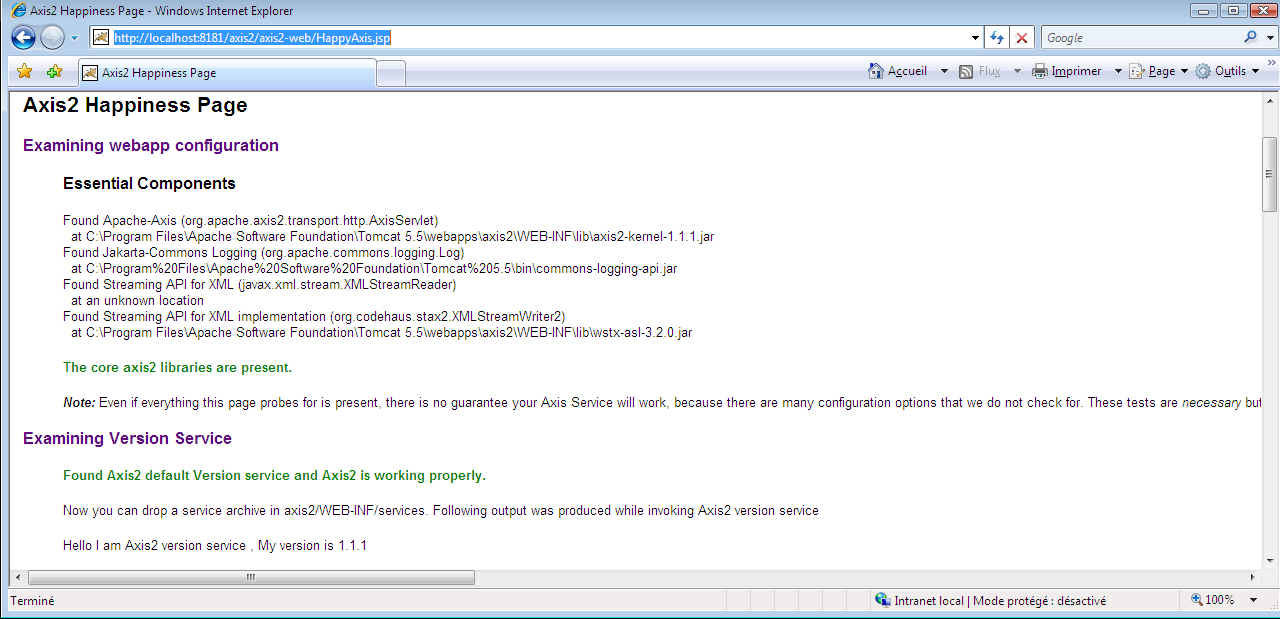 Axis2 Happiness Page - Windows Internet Explorer
http://localhost:8181/axis2/axis2-web/HappyAxis.jsp
Google
Axis2 Happiness Page
Accueil
Flux
Imprimer
Page
Outils
Axis2 Happiness Page
Examining webapp configuration
Essential Components
Found Apache-Axis (org.apache.axis2.transport.http.AxisServlet)
at C:\Program Files\Apache Software Foundation\Tomcat 5.5\webapps\axis2\WEB-INF\lib\axis2-kernel-1.1.1.jar
Found Jakarta-Commons Logging (org.apache.commons.logging.Log)
at C:\Program%20Files\Apache%20Software%20Foundation\Tomcat%205.5\bin\commons-logging-api.jar
Found Streaming API for XML (javax.xml.stream.XMLStreamReader)
at an unknown location
Found Streaming API for XML implementation (org.codehaus.stax2.XMLStreamWriter2)
at C:\Program Files\Apache Software Foundation\Tomcat 5.5\webapps\axis2\WEB-INF\lib\wstx-asl-3.2.0.jar
The core axis2 libraries are present.
Note: Even if everything this page probes for is present, there is no guarantee your Axis Service will work, because there are many configuration options that we do not check for. These tests are necessary but
Examining Version Service
Found Axis2 default Version service and Axis2 is working properly.
Now you can drop a service archive in axis2/WEB-INF/services. Following output was produced while invoking Axis2 version service
Hello I am Axis2 version service , My version is 1.1.1
Terminé
Intranet local | Mode protégé : désactivé
100%